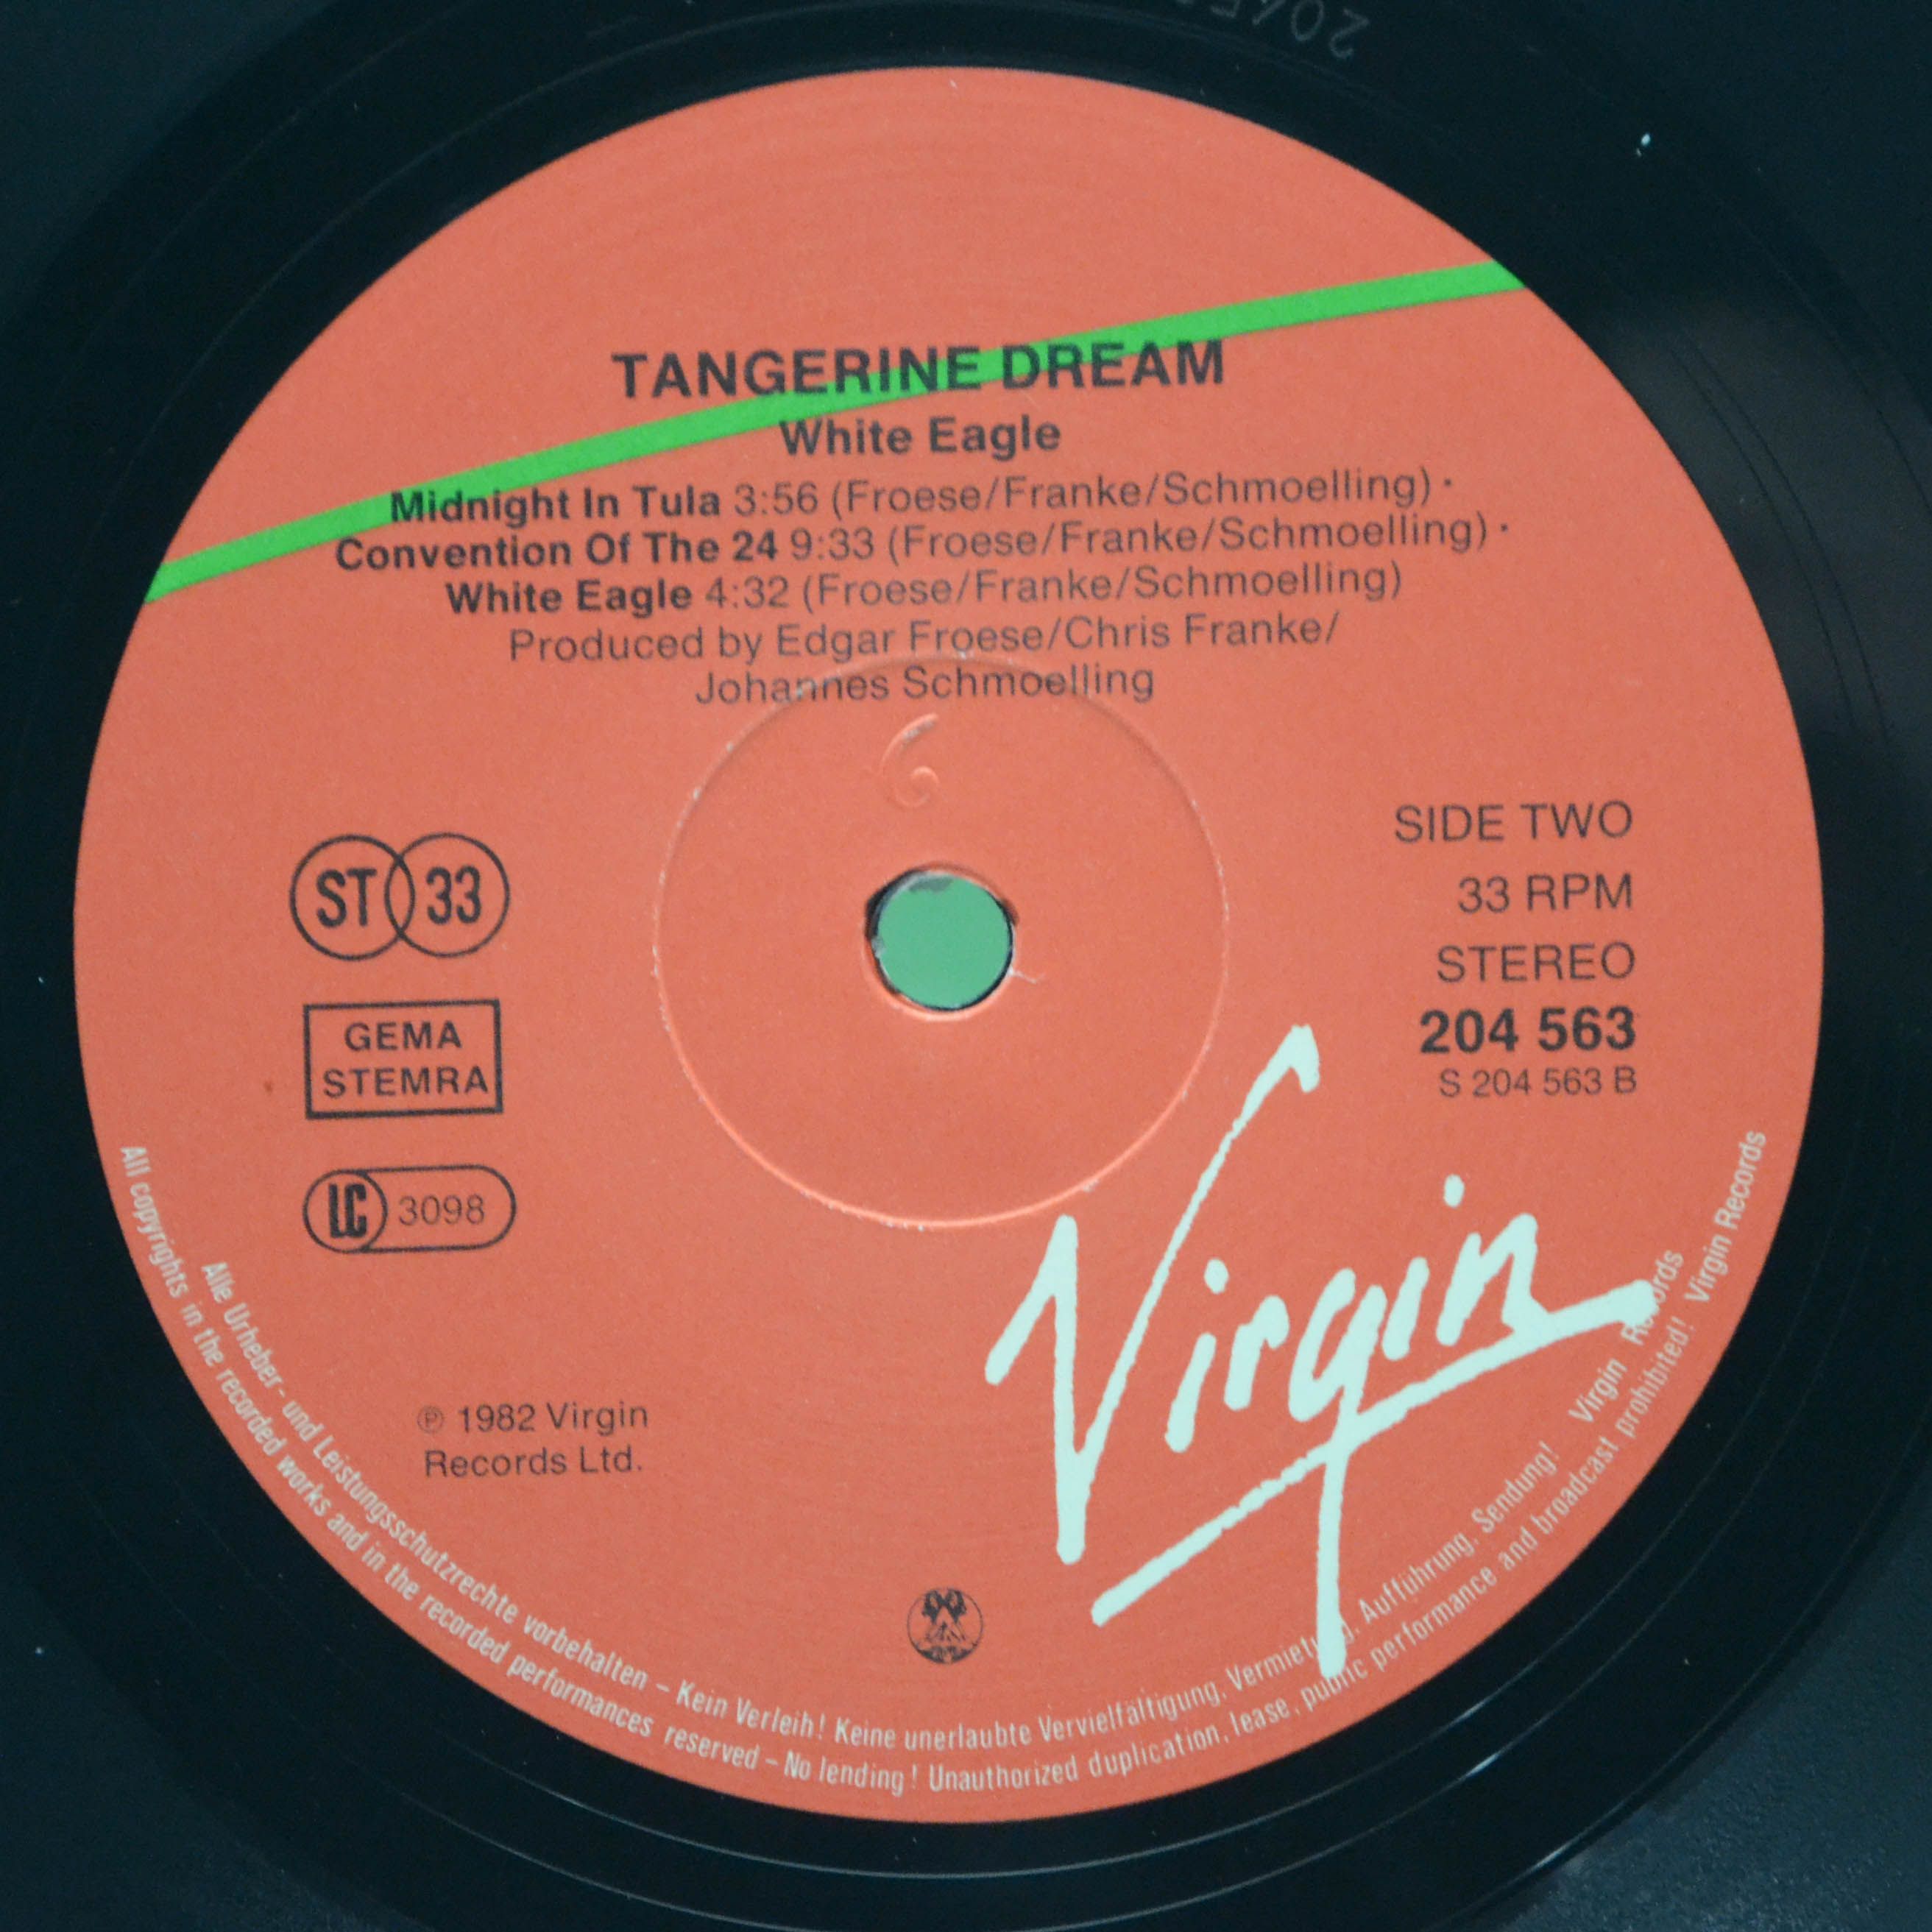 TANGERINE DREAM
White Eagle
Midnight In Tula 3:56 (Froese/Franke/Schmoelling) ·
Convention Of The 24 9:33 (Froese/Franke/Schmoelling) ·
White Eagle 4:32 (Froese/Franke/Schmoelling)
Produced by Edgar Froese/Chris Franke/
Johannes Schmoelling
6
ST 33
GEMA
STEMRA
LC 3098
SIDE TWO
33 RPM
STEREO
204 563
S 204 563 B
Virgin
℗ 1982 Virgin
Records Ltd.
Alle Urheber- und Leistungsschutzrechte vorbehalten – Kein Verleih! Keine unerlaubte Vervielfältigung, Vermietung, Aufführung, Sendung! Virgin Records
All copyrights in the recorded works and in the recorded performances reserved – No lending! Unauthorized duplication, lease, public performance and broadcast prohibited! Virgin Records